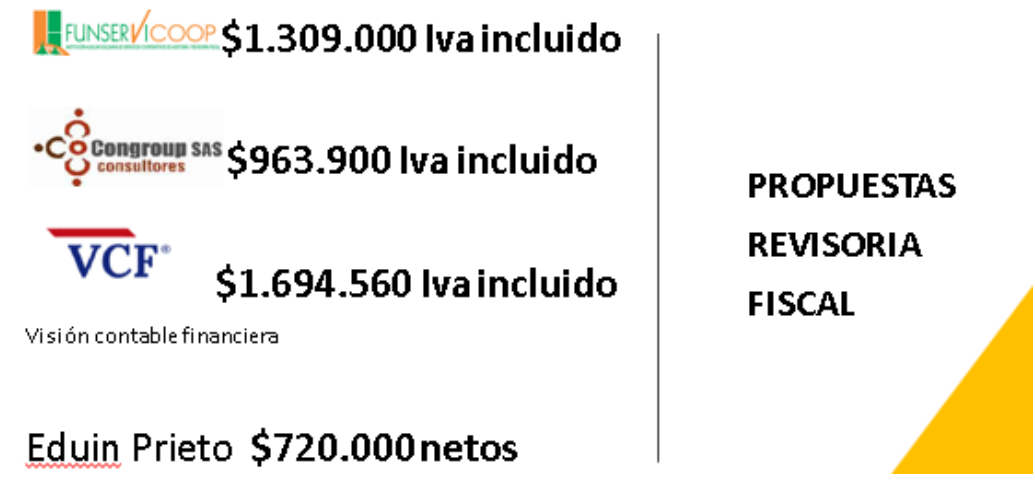 FUNSERVICOOP $1.309.000 Iva incluido
Congroup SAS
consultores $963.900 Iva incluido
VCF®
$1.694.560 Iva incluido
Visión contable financiera
Eduin Prieto $720.000 netos
PROPUESTAS
REVISORIA
FISCAL